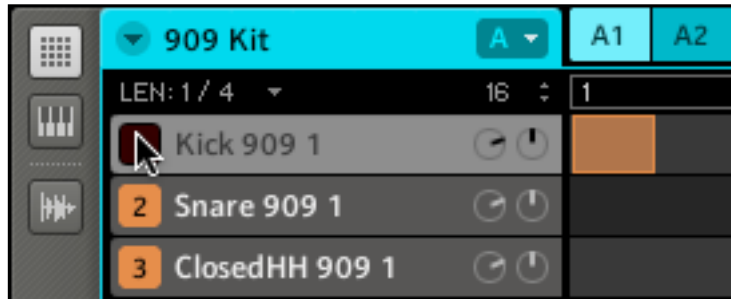 909 Kit A A1 A2
LEN: 1 / 4 16 1
Kick 909 1
2 Snare 909 1
3 ClosedHH 909 1